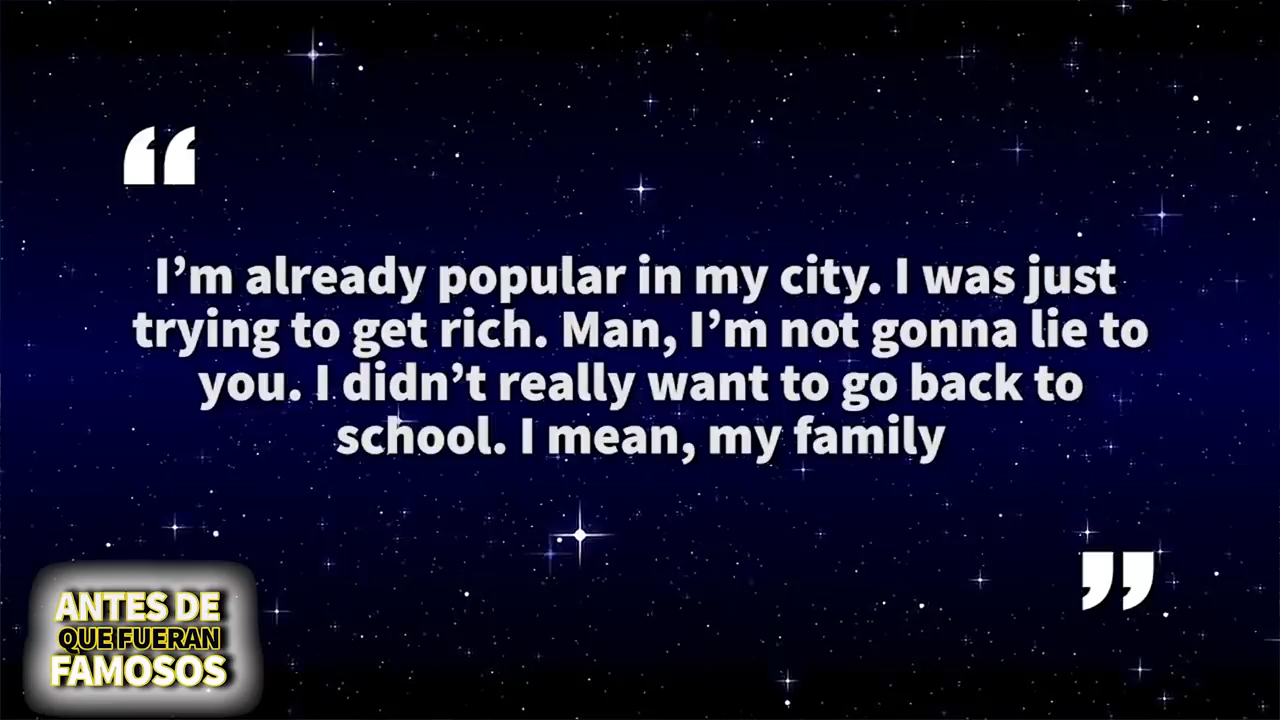 “
I’m already popular in my city. I was just
trying to get rich. Man, I’m not gonna lie to
you. I didn’t really want to go back to
school. I mean, my family
”
ANTES DE
QUE FUERAN
FAMOSOS